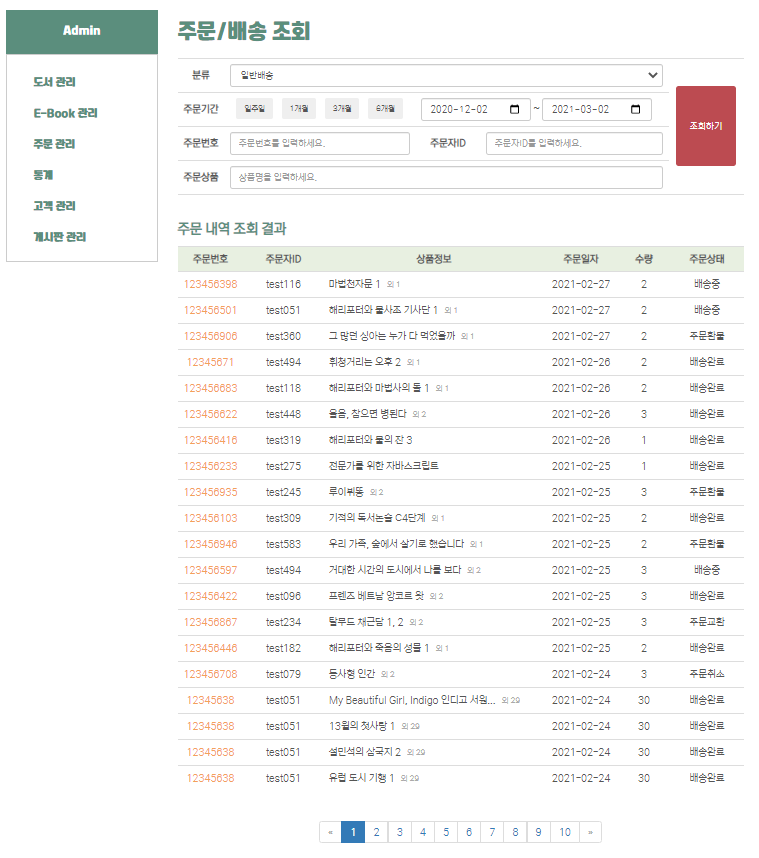 Admin
도서 관리
E-Book 관리
주문 관리
통계
고객 관리
게시판 관리
주문/배송 조회
분류 일반배송
주문기간 일주일 1개월 3개월 6개월 2020-12-02 ~ 2021-03-02
조회하기
주문번호 주문번호를 입력하세요. 주문자ID 주문자ID를 입력하세요.
주문상품 상품명을 입력하세요.
주문 내역 조회 결과
주문번호 주문자ID 상품정보 주문일자 수량 주문상태
123456398 test116 마법천자문 1 외 1 2021-02-27 2 배송중
123456501 test051 해리포터와 불사조 기사단 1 외 1 2021-02-27 2 배송중
123456906 test360 그 많던 싱아는 누가 다 먹었을까 외 1 2021-02-27 2 주문환불
12345671 test494 휘청거리는 오후 2 외 1 2021-02-26 2 배송완료
123456683 test118 해리포터와 마법사의 돌 1 외 1 2021-02-26 2 배송완료
123456622 test448 울음, 참으면 병된다 외 2 2021-02-26 3 배송완료
123456416 test319 해리포터와 불의 잔 3 2021-02-26 1 배송완료
123456233 test275 전문가를 위한 자바스크립트 2021-02-25 1 배송완료
123456935 test245 루이뷔똥 외 2 2021-02-25 3 주문환불
123456103 test309 기적의 독서논술 C4단계 외 1 2021-02-25 2 배송완료
123456946 test583 우리 가족, 숲에서 살기로 했습니다 외 1 2021-02-25 2 주문환불
123456597 test494 거대한 시간의 도시에서 나를 보다 외 2 2021-02-25 3 배송중
123456422 test096 프렌즈 베트남 앙코르 왓 외 2 2021-02-25 3 배송완료
123456867 test234 탈무드 채근담 1, 2 외 2 2021-02-25 3 주문교환
123456446 test182 해리포터와 죽음의 성물 1 외 1 2021-02-25 2 배송완료
123456708 test079 등사형 인간 외 2 2021-02-24 3 주문취소
12345638 test051 My Beautiful Girl, Indigo 인디고 서원... 외 29 2021-02-24 30 배송완료
12345638 test051 13월의 첫사랑 1 외 29 2021-02-24 30 배송완료
12345638 test051 설민석의 삼국지 2 외 29 2021-02-24 30 배송완료
12345638 test051 유럽 도시 기행 1 외 29 2021-02-24 30 배송완료
« 1 2 3 4 5 6 7 8 9 10 »